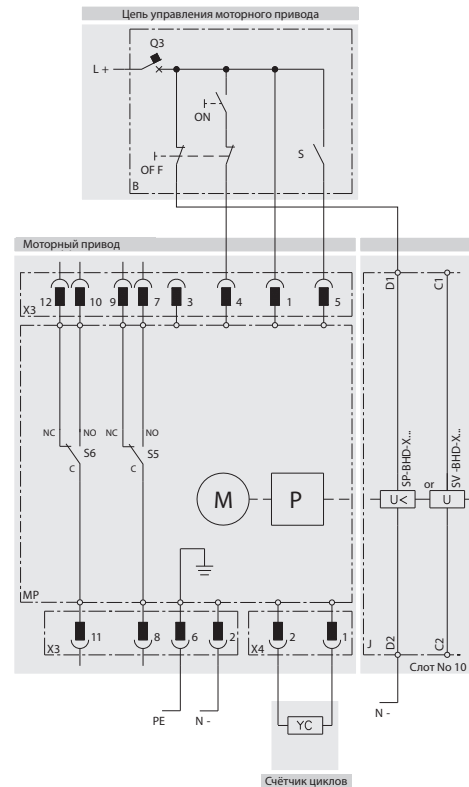 Цепь управления моторного привода
Q3
L +
ON
OF F
S
B
Моторный привод
12 10 9 7 3 4 1 5
X3
D1 C1
NC NO NC NO
S6 S5
C C
SP-BHD-X...
or
SV -BHD-X...
M P
U< U
MP
11 8 6 2 2 1
X3 X4 J
D2 C2
Слот No 10
PE N - N -
YC
Счётчик циклов